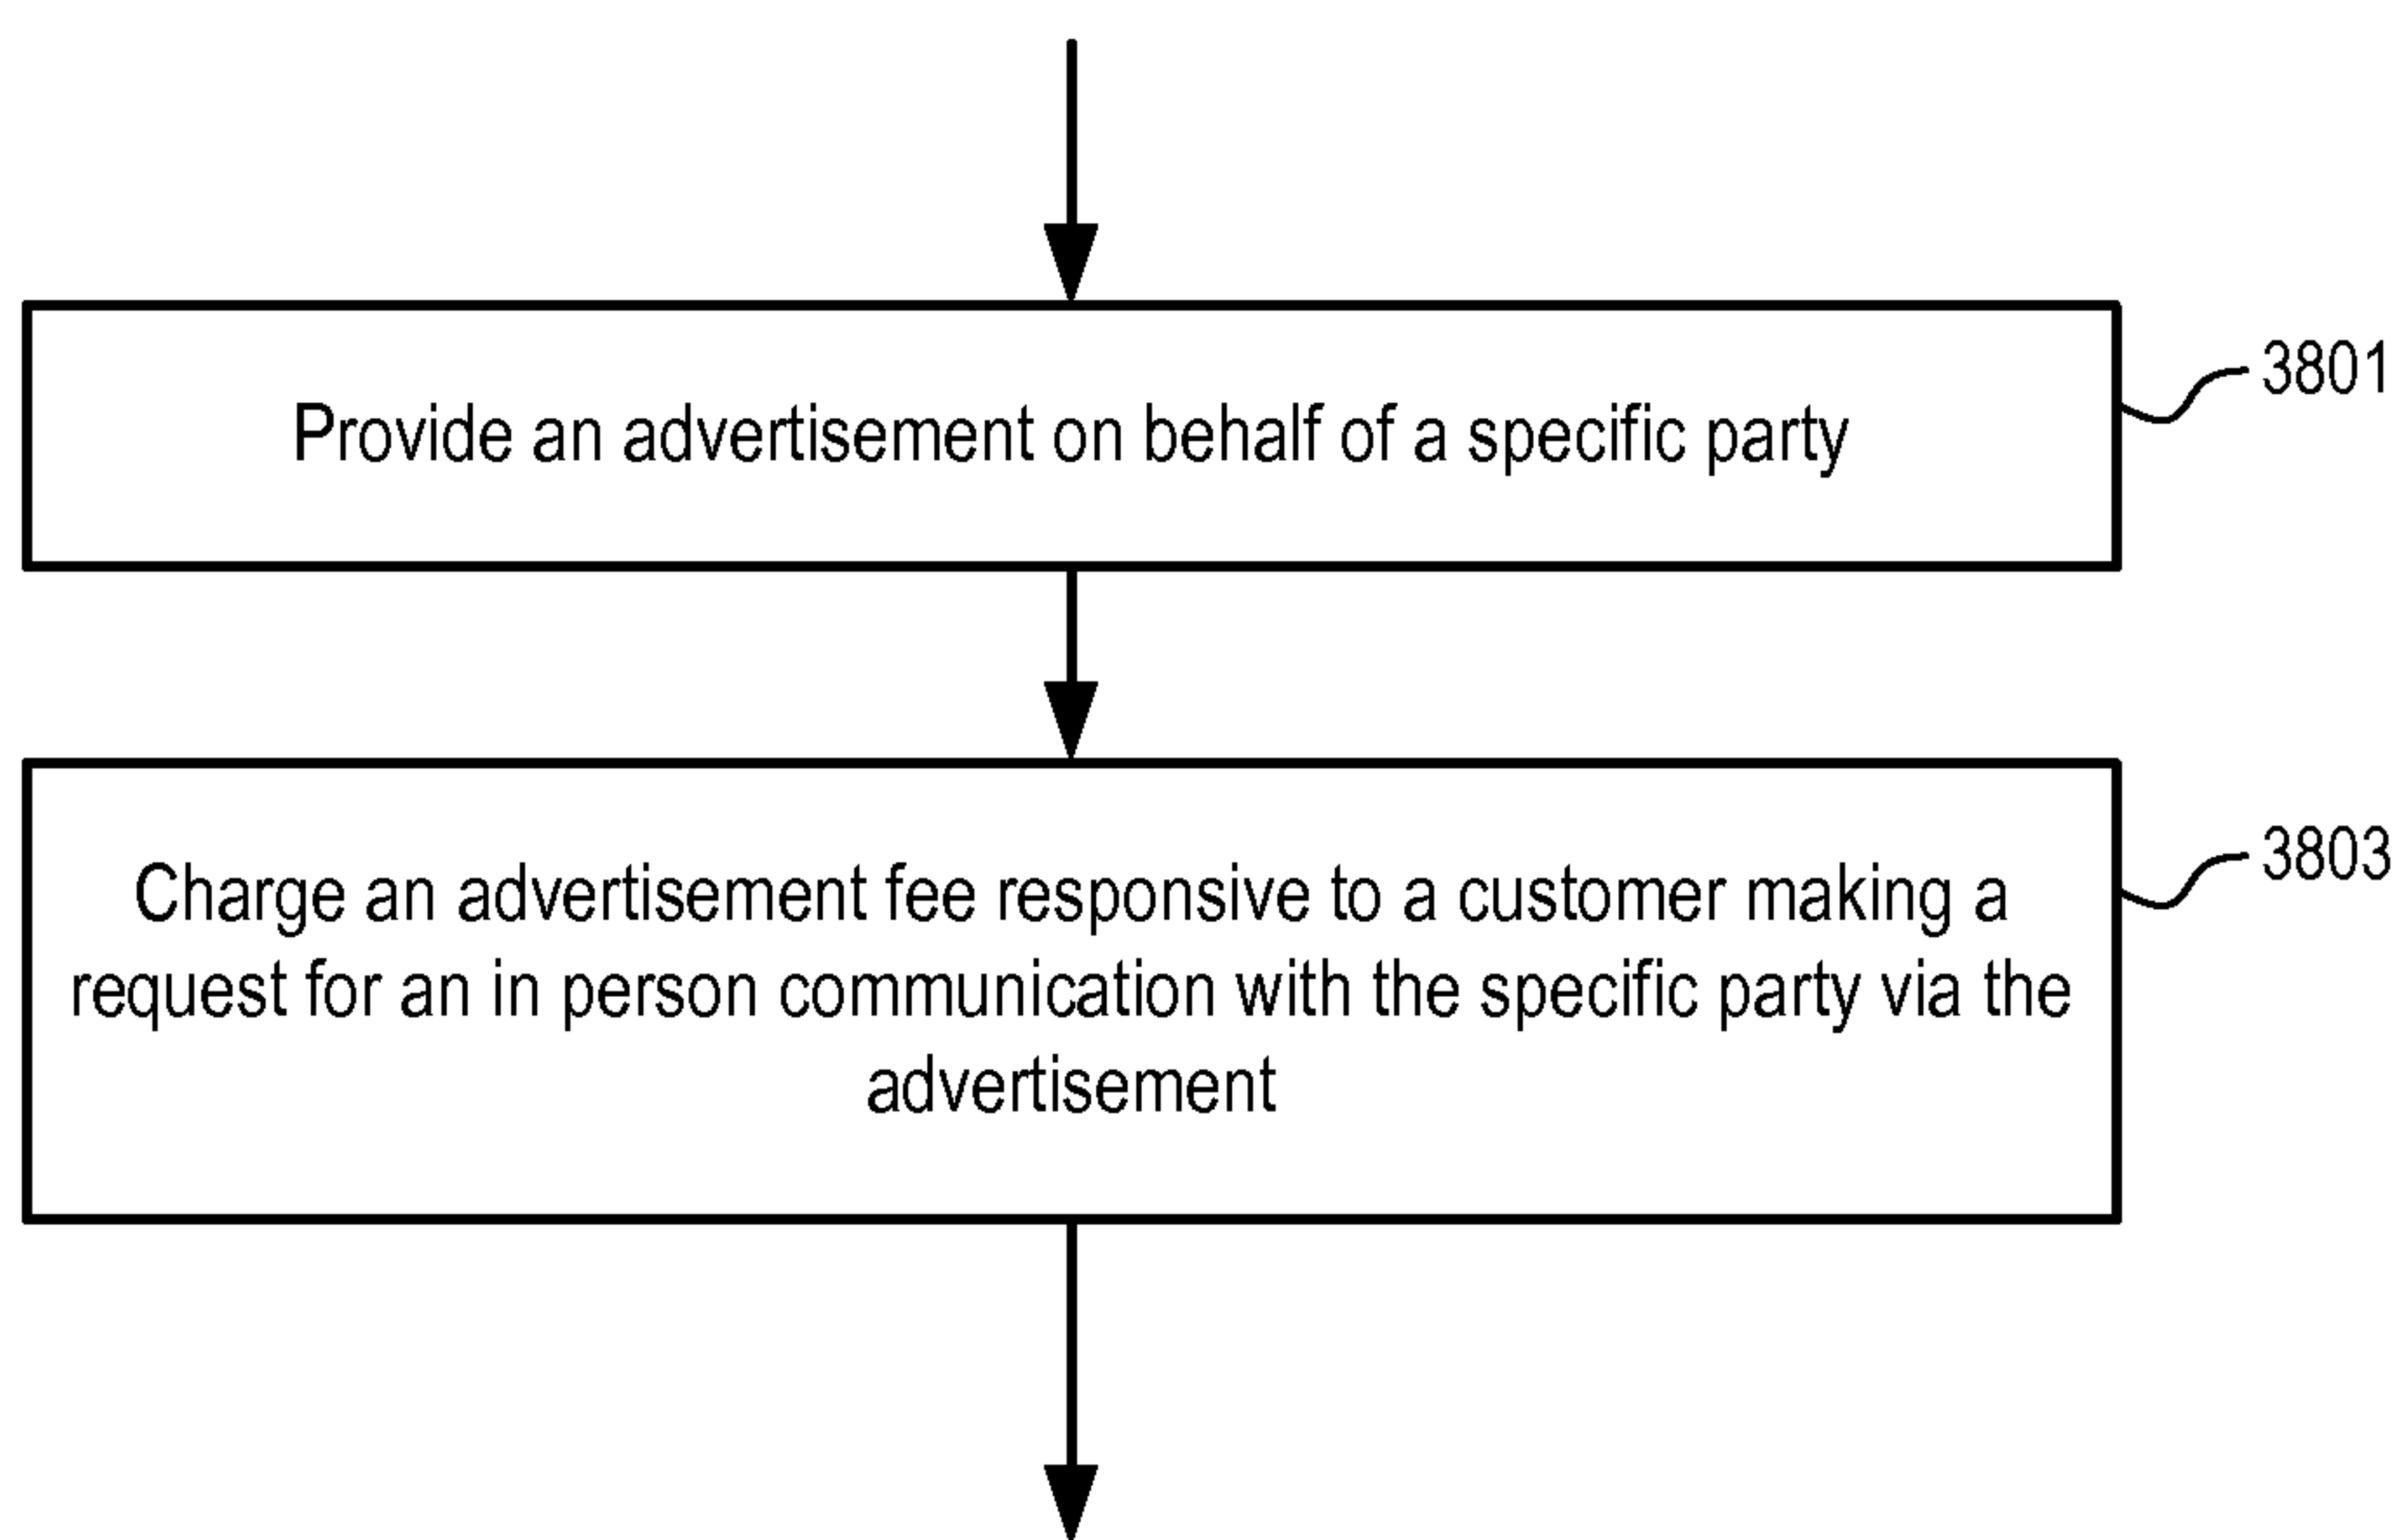 Provide an advertisement on behalf of a specific party
3801
Charge an advertisement fee responsive to a customer making a
request for an in person communication with the specific party via the
advertisement
3803